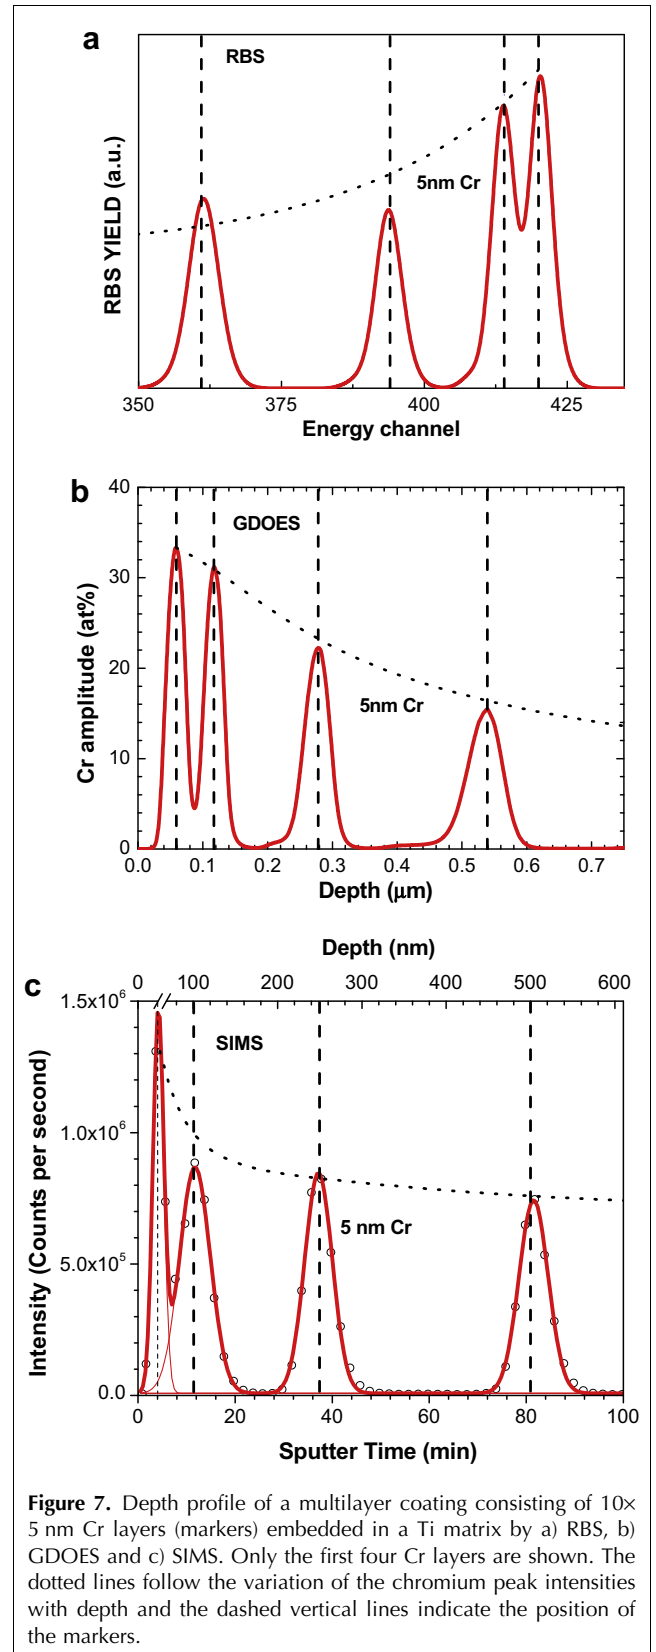 a
RBS
5nm Cr
RBS YIELD (a.u.)
350 375 400 425
Energy channel
b
40
GDOES
30
20
5nm Cr
10
0
Cr amplitude (at%)
0.0 0.1 0.2 0.3 0.4 0.5 0.6 0.7
Depth (μm)
Depth (nm)
0 100 200 300 400 500 600
c
1.5x10⁶
SIMS
1.0x10⁶
5 nm Cr
5.0x10⁵
0.0
Intensity (Counts per second)
0 20 40 60 80 100
Sputter Time (min)
Figure 7. Depth profile of a multilayer coating consisting of 10×
5 nm Cr layers (markers) embedded in a Ti matrix by a) RBS, b)
GDOES and c) SIMS. Only the first four Cr layers are shown. The
dotted lines follow the variation of the chromium peak intensities
with depth and the dashed vertical lines indicate the position of
the markers.